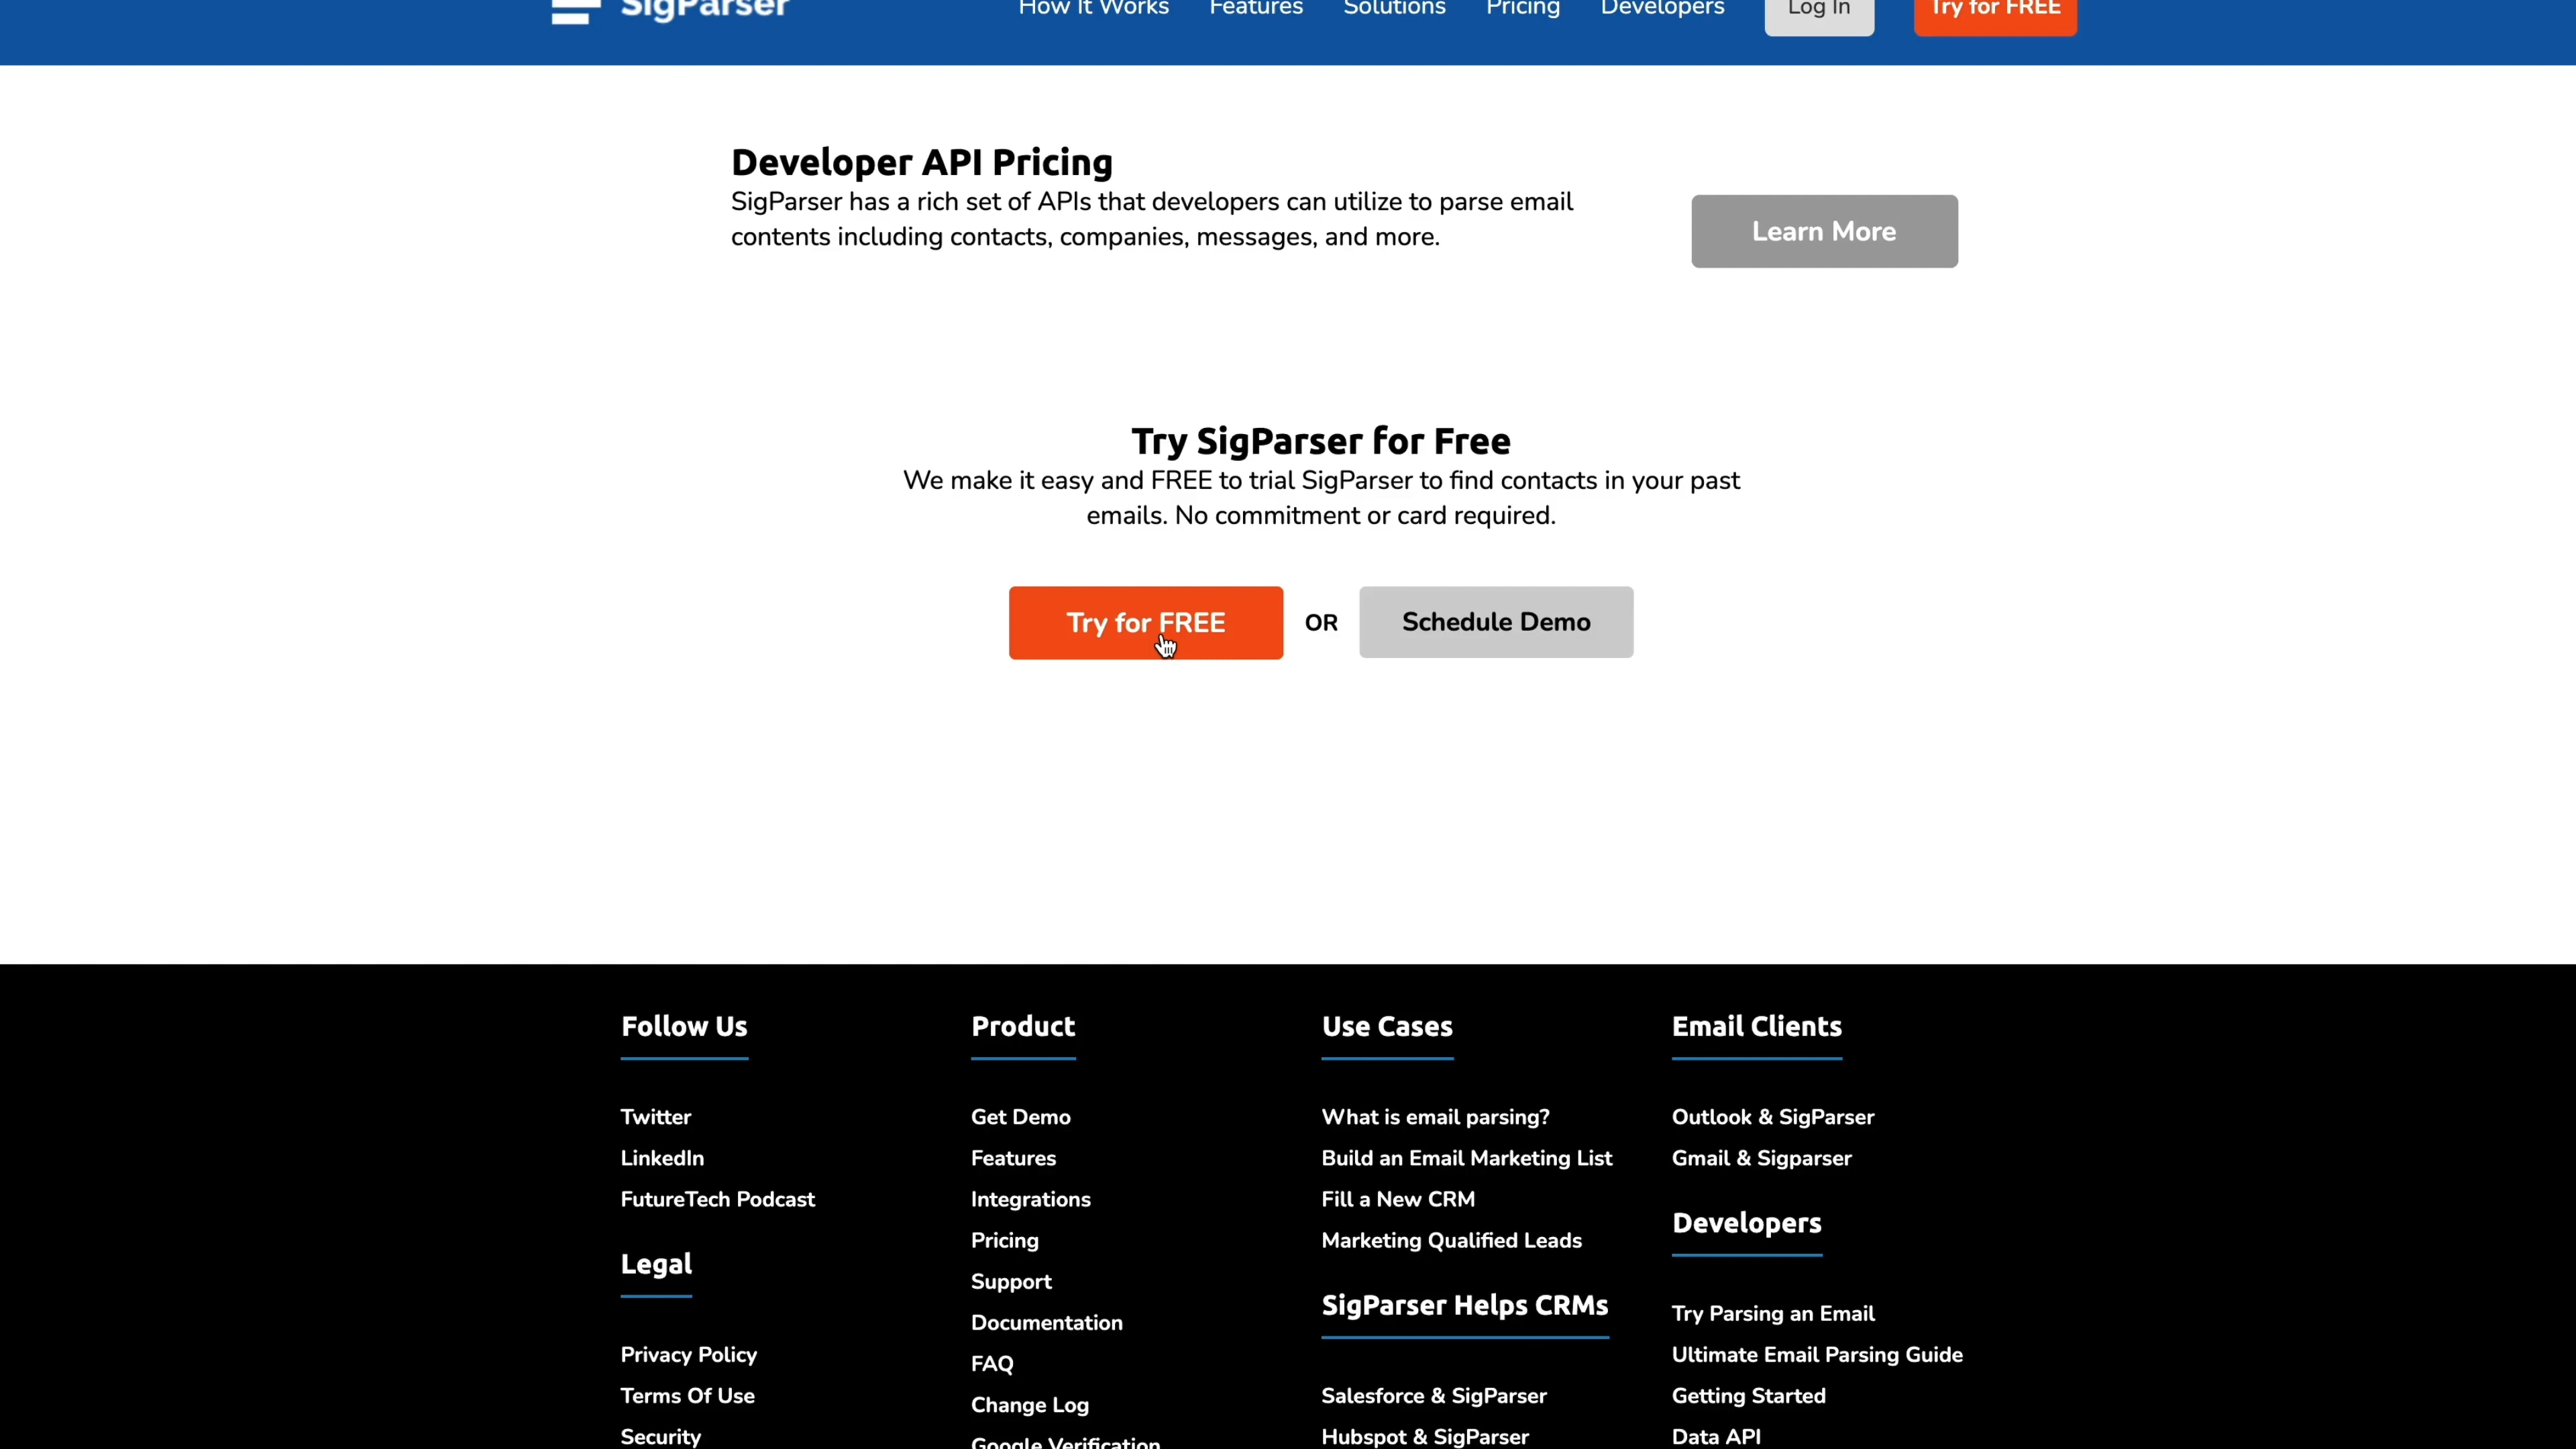 SigParser
How It Works
Features
Solutions
Pricing
Developers
Log In
Try for FREE
Developer API Pricing
SigParser has a rich set of APIs that developers can utilize to parse email
contents including contacts, companies, messages, and more.
Learn More
Try SigParser for Free
We make it easy and FREE to trial SigParser to find contacts in your past
emails. No commitment or card required.
Try for FREE
OR
Schedule Demo
Follow Us
Twitter
LinkedIn
FutureTech Podcast
Legal
Privacy Policy
Terms Of Use
Security
Product
Get Demo
Features
Integrations
Pricing
Support
Documentation
FAQ
Change Log
Google Verification
Use Cases
What is email parsing?
Build an Email Marketing List
Fill a New CRM
Marketing Qualified Leads
SigParser Helps CRMs
Salesforce & SigParser
Hubspot & SigParser
Email Clients
Outlook & SigParser
Gmail & Sigparser
Developers
Try Parsing an Email
Ultimate Email Parsing Guide
Getting Started
Data API